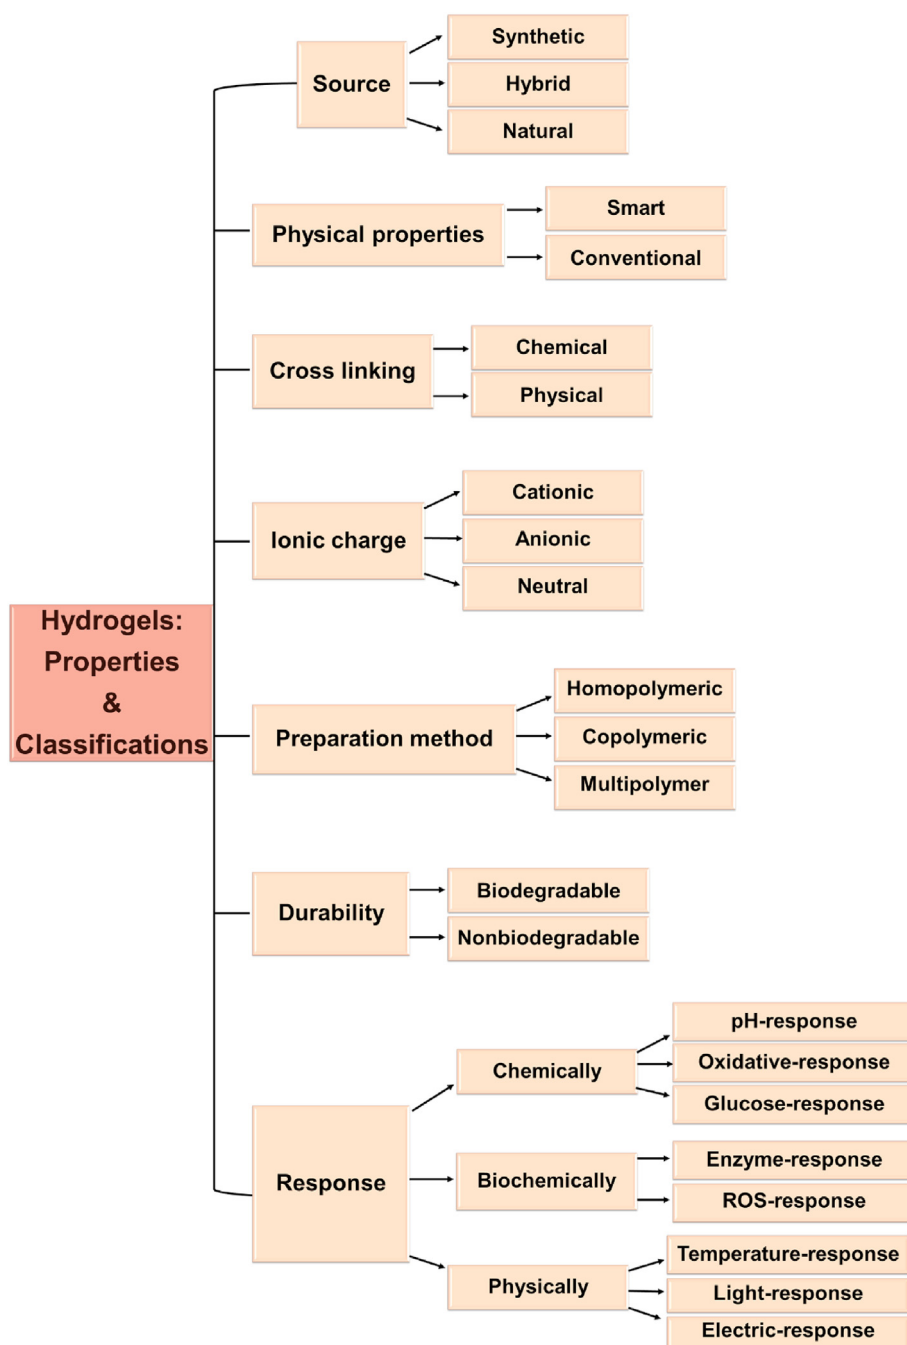 Hydrogels:
Properties
&
Classifications
Source
Synthetic
Hybrid
Natural
Physical properties
Smart
Conventional
Cross linking
Chemical
Physical
Ionic charge
Cationic
Anionic
Neutral
Preparation method
Homopolymeric
Copolymeric
Multipolymer
Durability
Biodegradable
Nonbiodegradable
Response
Chemically
pH-response
Oxidative-response
Glucose-response
Biochemically
Enzyme-response
ROS-response
Physically
Temperature-response
Light-response
Electric-response